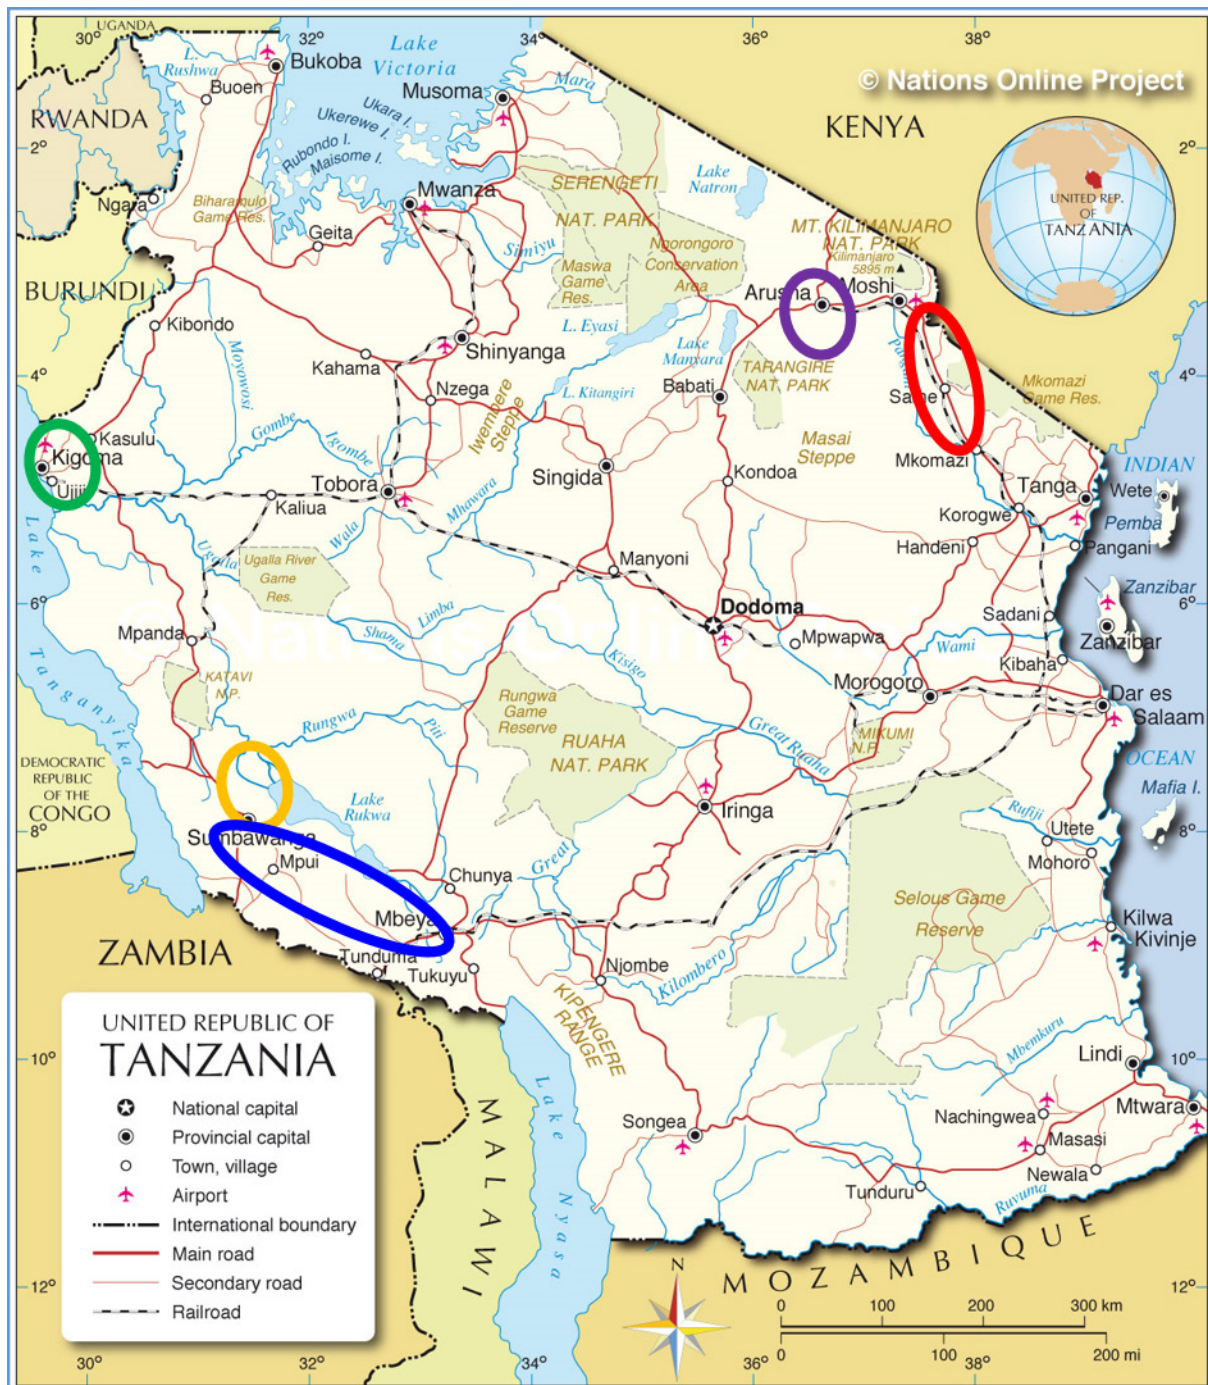 UGANDA
30°
32°
34°
36°
38°
L.
Rushwa
Bukoba
Lake
Victoria
Buoen
Musoma
Mara
© Nations Online Project
RWANDA
Ukara I.
Ukerewe I.
Rubondo I.
Maisome I.
KENYA
2°
2°
Lake
Natron
SERENGETI
NAT. PARK
Ngara
Biharamulo
Game Res.
Mwanza
Geita
Simiyu
MT. KILIMANJARO
NAT. PARK
Kilimanjaro
5895 m
UNITED REP.
OF
TANZANIA
Ngorongoro
Conservation
Area
Maswa
Game
Res.
BURUNDI
Arusha
Moshi
Kibondo
L. Eyasi
Shinyanga
Lake
Manyara
Moyowosi
Kahama
Pangani
TARANGIRE
NAT. PARK
4°
4°
Nzega
L. Kitangiri
Babati
Same
Mkomazi
Game Res.
Iwembere
Steppe
Masai
Steppe
Kasulu
Gombe
Igombe
Kigoma
Ujiji
Singida
Kondoa
Mkomazi
INDIAN
Tobora
Mhawara
Tanga
Wete
Kaliua
Wala
Korogwe
Pemba
Lake
Handeni
Pangani
Ugalla
Ugalla River
Game
Res.
Manyoni
Zanzibar
6°
6°
Limba
Dodoma
Sadani
Mpanda
Shama
Mpwapwa
Wami
Zanzibar
© Nations Online Project
Kisigo
Kibaha
Tanganyika
KATAVI
N.P.
Morogoro
Dar es
Salaam
Rungwa
Piti
Rungwa
Game
Reserve
Great
Ruaha
MIKUMI
N.P.
RUAHA
NAT. PARK
OCEAN
DEMOCRATIC
REPUBLIC
OF THE
CONGO
Mafia I.
Lake
Rukwa
Iringa
Rufiji
8°
8°
Sumbawanga
Utete
Mpui
Mohoro
Chunya
Great
Selous Game
Reserve
Mbeya
Kilwa
Kivinje
ZAMBIA
Tunduma
Tukuyu
Njombe
Kilombero
KIPENGERE
RANGE
UNITED REPUBLIC OF
TANZANIA
National capital
Provincial capital
Town, village
Airport
International boundary
Main road
Secondary road
Railroad
Mbemkuru
10°
10°
Lindi
MALAWI
Lake Nyasa
Songea
Nachingwea
Mtwara
Masasi
Newala
Tunduru
Ruvuma
MOZAMBIQUE
N
12°
12°
0 100 200 300 km
0 100 200 mi
30°
32°
34°
36°
38°